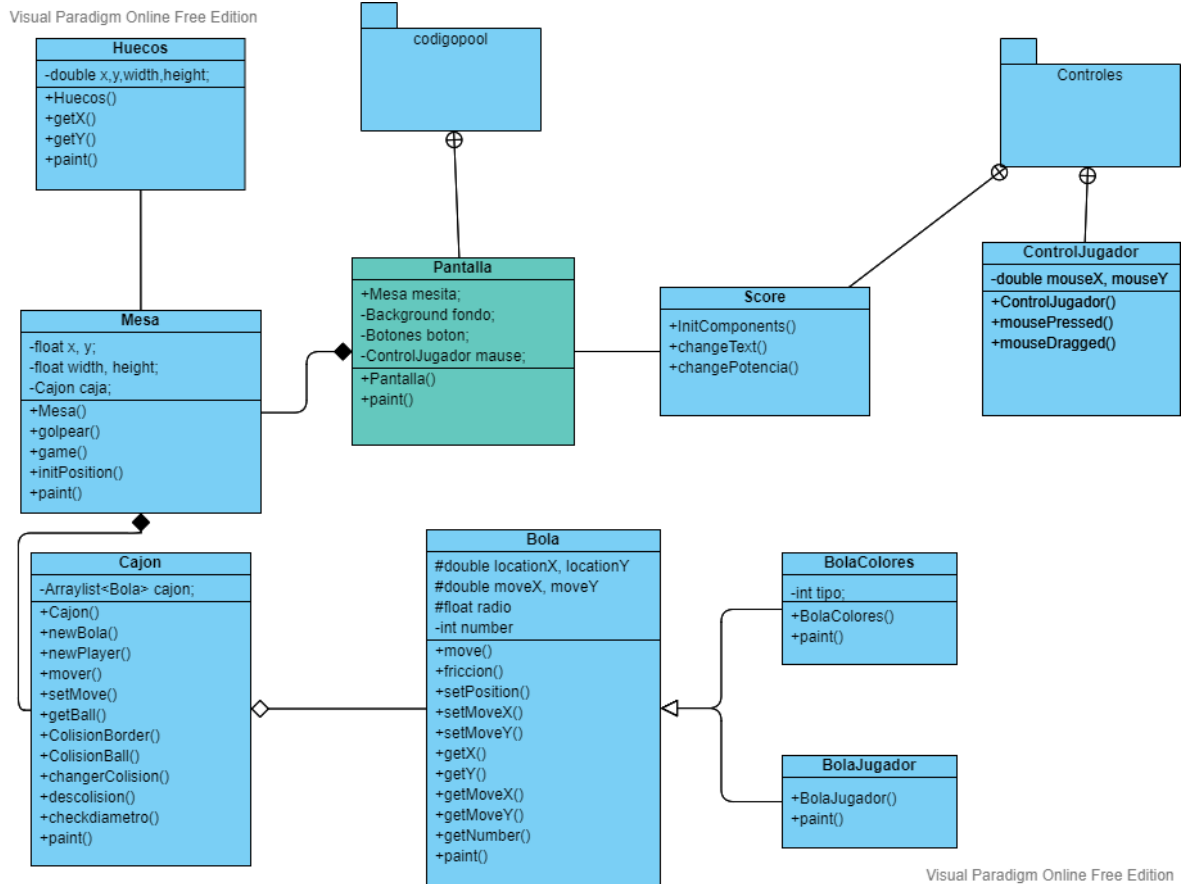 Visual Paradigm Online Free Edition
Huecos
-double x,y,width,height;
+Huecos()
+getX()
+getY()
+paint()
codigopool
Controles
Pantalla
+Mesa mesita;
-Background fondo;
-Botones boton;
-ControlJugador mause;
+Pantalla()
+paint()
Score
+InitComponents()
+changeText()
+changePotencia()
ControlJugador
-double mouseX, mouseY
+ControlJugador()
+mousePressed()
+mouseDragged()
Mesa
-float x, y;
-float width, height;
-Cajon caja;
+Mesa()
+golpear()
+game()
+initPosition()
+paint()
Cajon
-Arraylist<Bola> cajon;
+Cajon()
+newBola()
+newPlayer()
+mover()
+setMove()
+getBall()
+ColisionBorder()
+ColisionBall()
+changerColision()
+descolision()
+checkdiametro()
+paint()
Bola
#double locationX, locationY
#double moveX, moveY
#float radio
-int number
+move()
+friccion()
+setPosition()
+setMoveX()
+setMoveY()
+getX()
+getY()
+getMoveX()
+getMoveY()
+getNumber()
+paint()
BolaColores
-int tipo;
+BolaColores()
+paint()
BolaJugador
+BolaJugador()
+paint()
Visual Paradigm Online Free Edition